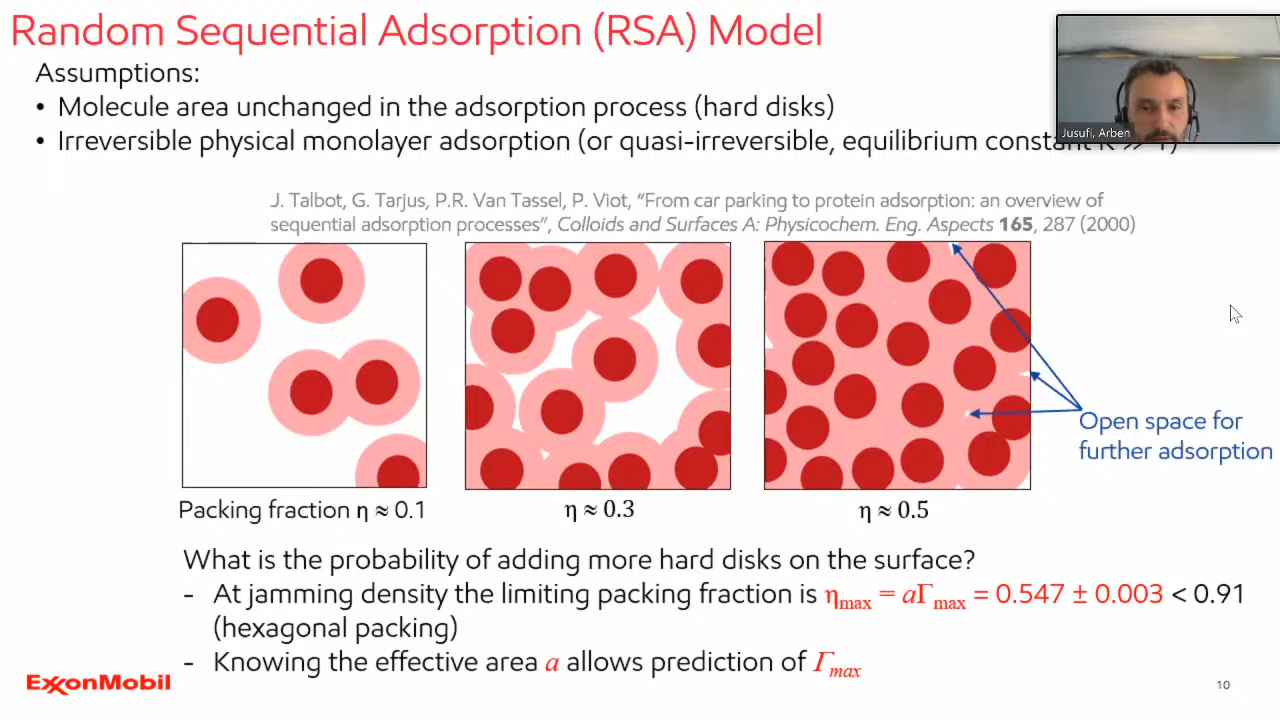 Random Sequential Adsorption (RSA) Model
Assumptions:
• Molecule area unchanged in the adsorption process (hard disks)
• Irreversible physical monolayer adsorption (or quasi-irreversible, equilibrium constant K >> 1)
Jusufi, Arben
J. Talbot, G. Tarjus, P.R. Van Tassel, P. Viot, “From car parking to protein adsorption: an overview of
sequential adsorption processes”, Colloids and Surfaces A: Physicochem. Eng. Aspects 165, 287 (2000)
Open space for
further adsorption
Packing fraction η ≈ 0.1
η ≈ 0.3
η ≈ 0.5
What is the probability of adding more hard disks on the surface?
- At jamming density the limiting packing fraction is ηmax = aΓmax = 0.547 ± 0.003 < 0.91
(hexagonal packing)
- Knowing the effective area a allows prediction of Γmax
ExxonMobil
10